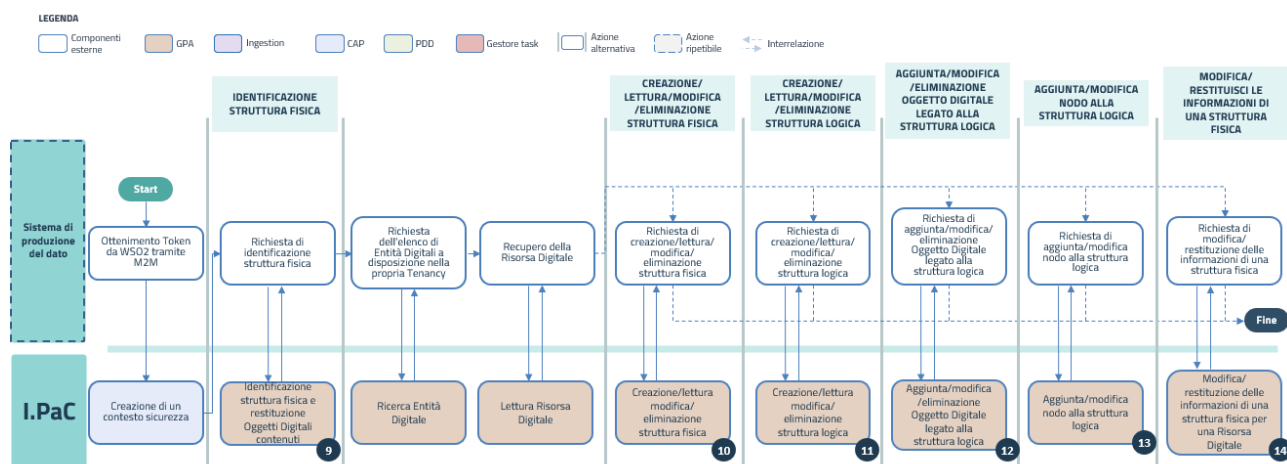 LEGENDA
Componenti
esterne
GPA
Ingestion
CAP
PDD
Gestore task
Azione
alternativa
Azione
ripetibile
Interrelazione
IDENTIFICAZIONE
STRUTTURA FISICA
CREAZIONE/
LETTURA/MODIFICA
/ELIMINAZIONE
STRUTTURA FISICA
CREAZIONE/
LETTURA/MODIFICA
/ELIMINAZIONE
STRUTTURA LOGICA
AGGIUNTA/MODIFICA
/ELIMINAZIONE
OGGETTO DIGITALE
LEGATO ALLA
STRUTTURA LOGICA
AGGIUNTA/MODIFICA
NODO ALLA
STRUTTURA LOGICA
MODIFICA/
RESTITUISCI LE
INFORMAZIONI DI
UNA STRUTTURA
FISICA
Sistema di
produzione
del dato
Start
Ottenimento Token
da WSO2 tramite
M2M
Richiesta di
identificazione
struttura fisica
Richiesta
dell'elenco di
Entità Digitali a
disposizione nella
propria Tenancy
Recupero della
Risorsa Digitale
Richiesta di
creazione/lettura/
modifica/
eliminazione
struttura fisica
Richiesta di
creazione/lettura/
modifica/
eliminazione
struttura logica
Richiesta di
aggiunta/modifica/
eliminazione
Oggetto Digitale
legato alla
struttura logica
Richiesta di
aggiunta/modifica
nodo alla struttura
logica
Richiesta di
modifica/
restituzione delle
informazioni di una
struttura fisica
Fine
I.PaC
Creazione di un
contesto sicurezza
Identificazione
struttura fisica e
restituzione
Oggetti Digitali
contenuti
9
Ricerca Entità
Digitale
Lettura Risorsa
Digitale
Creazione/lettura
modifica/
eliminazione
struttura fisica
10
Creazione/lettura
modifica/
eliminazione
struttura logica
11
Aggiunta/modifica
/eliminazione
Oggetto Digitale
legato alla
struttura logica
12
Aggiunta/modifica
nodo alla struttura
logica
13
Modifica/
restituzione delle
informazioni di una
struttura fisica per
una Risorsa
Digitale
14